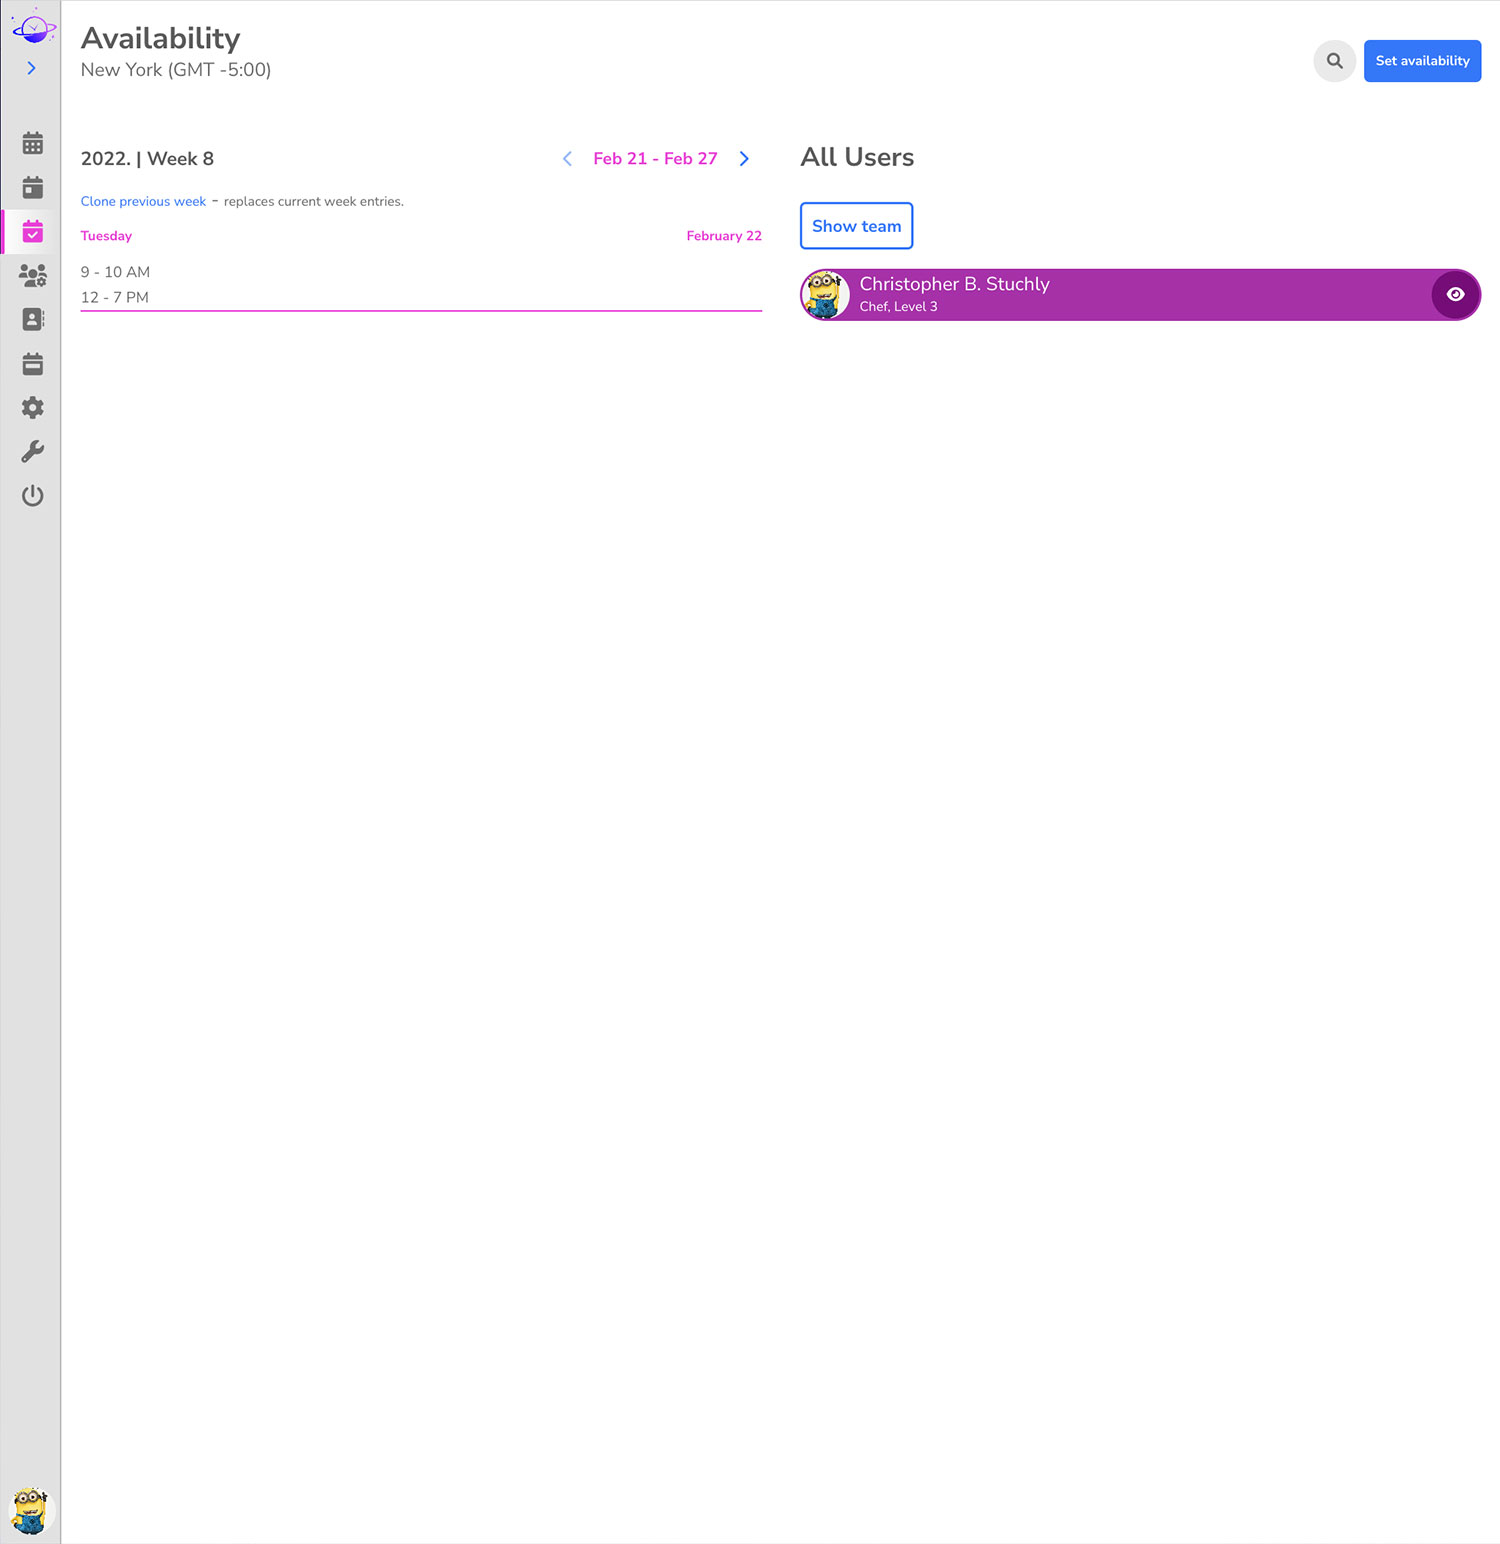 Availability
New York (GMT -5:00)
Set availability
2022. | Week 8
Feb 21 - Feb 27
Clone previous week - replaces current week entries.
Tuesday
February 22
9 - 10 AM
12 - 7 PM
All Users
Show team
Christopher B. Stuchly
Chef, Level 3